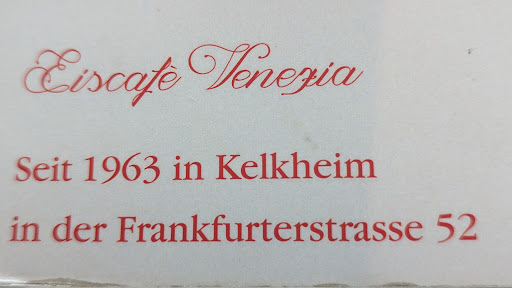 Eiscafè Venezia
Seit 1963 in Kelkheim
in der Frankfurterstrasse 52